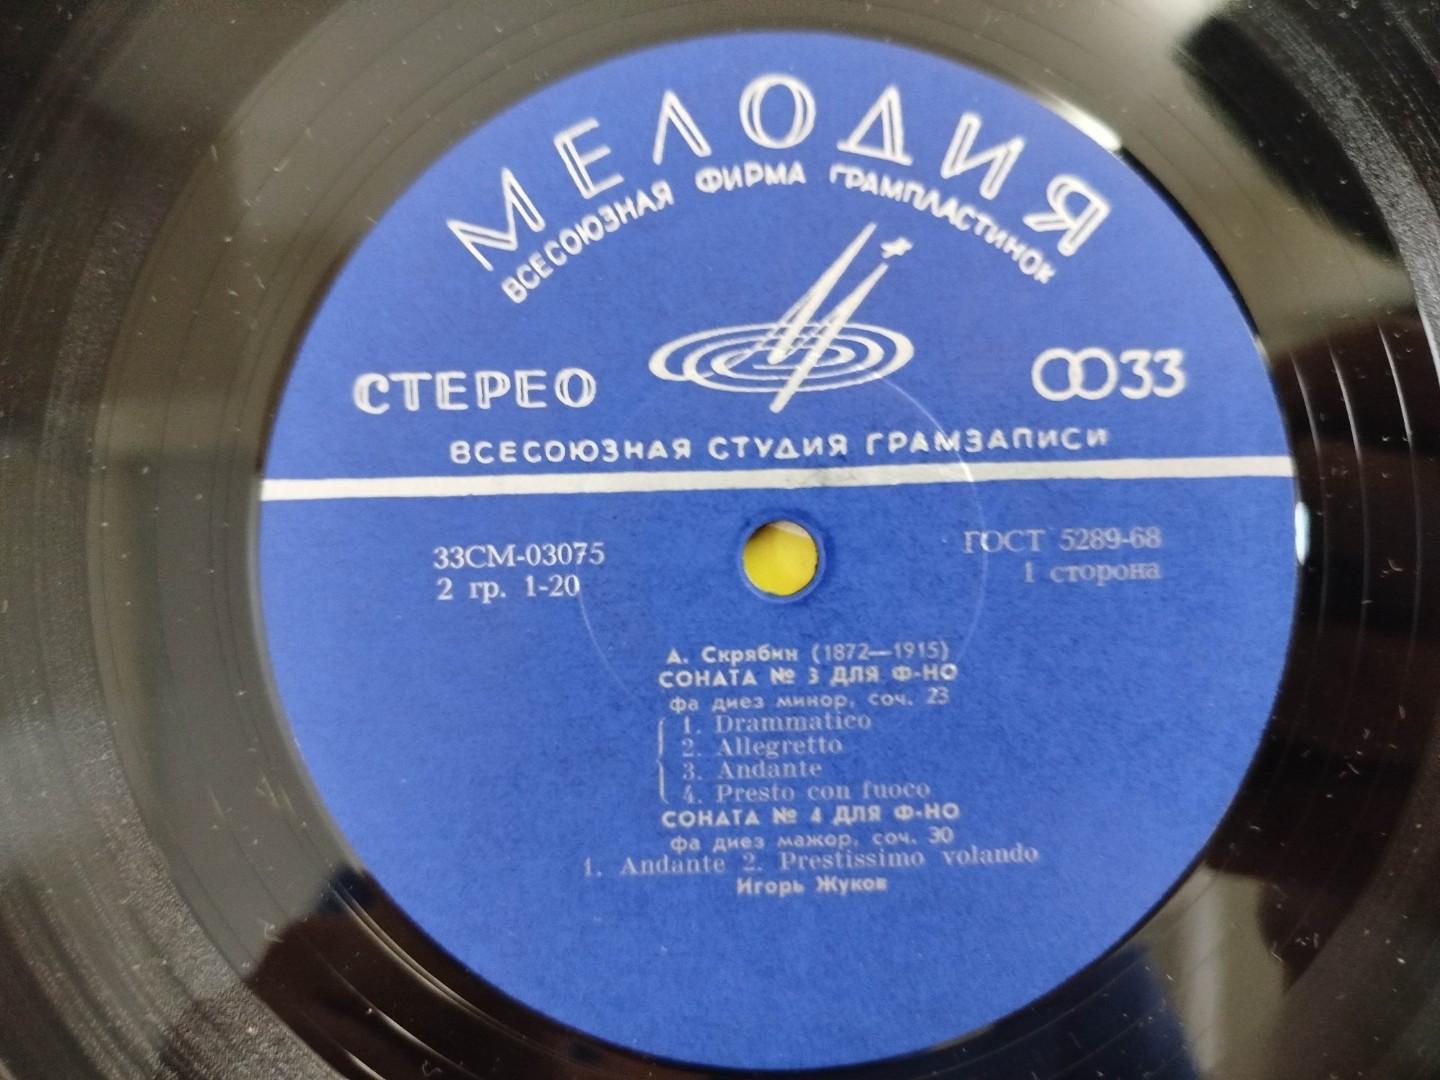 МЕЛОДИЯ
ВСЕСОЮЗНАЯ ФИРМА ГРАМПЛАСТИНОК
СТЕРЕО
33
ВСЕСОЮЗНАЯ СТУДИЯ ГРАМЗАПИСИ
33СМ-03075
ГОСТ 5289-68
2 гр. 1-20
1 сторона
А. Скрябин (1872—1915)
СОНАТА № 3 ДЛЯ Ф-НО
фа диез минор, соч. 23
1. Drammatico
2. Allegretto
3. Andante
4. Presto con fuoco
СОНАТА № 4 ДЛЯ Ф-НО
фа диез мажор, соч. 30
1. Andante 2. Prestissimo volando
Игорь Жуков